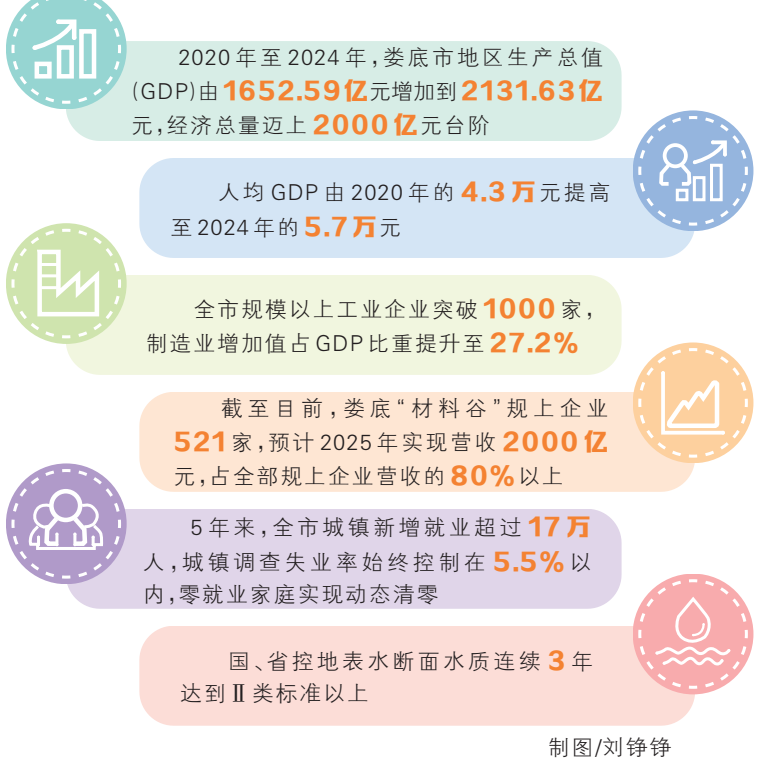 2020年至2024年,娄底市地区生产总值
(GDP)由1652.59亿元增加到2131.63亿
元,经济总量迈上2000亿元台阶
人均GDP由2020年的4.3万元提高
至2024年的5.7万元
全市规模以上工业企业突破1000家,
制造业增加值占GDP比重提升至27.2%
截至目前,娄底“材料谷”规上企业
521家,预计2025年实现营收2000亿
元,占全部规上企业营收的80%以上
5年来,全市城镇新增就业超过17万
人,城镇调查失业率始终控制在5.5%以
内,零就业家庭实现动态清零
国、省控地表水断面水质连续3年
达到Ⅱ类标准以上
制图/刘铮铮